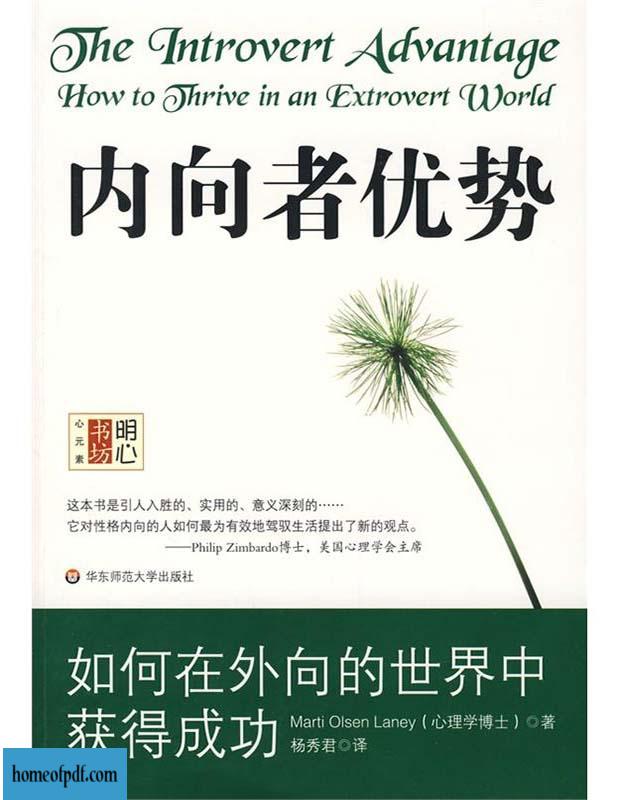 The Introvert Advantage
How to Thrive in an Extrovert World
内向者优势
明心
书坊
心元素
这本书是引人入胜的、实用的、意义深刻的……
它对性格内向的人如何最为有效地驾驭生活提出了新的观点。
——Philip Zimbardo博士，美国心理学会主席
华东师范大学出版社
如何在外向的世界中
获得成功 Marti Olsen Laney（心理学博士）◎著
杨秀君◎译
homeofpdf.com